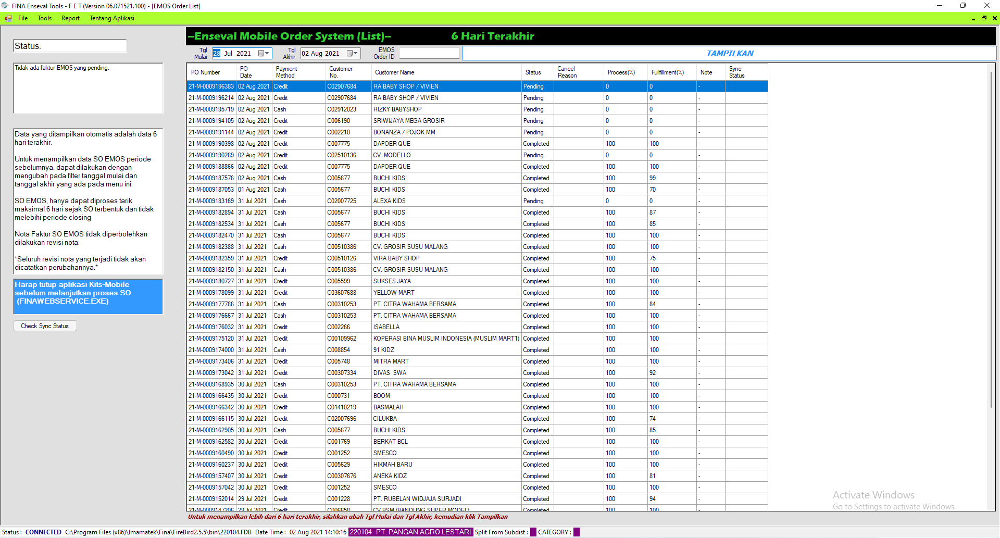 FINA Enseval Tools - F E T (Version 06.071521.100) - [EMOS Order List]
File Tools Report Tentang Aplikasi
Status:
Tidak ada faktur EMOS yang pending.
Data yang ditampilkan otomatis adalah data 6
hari terakhir.
Untuk menampilkan data SO EMOS periode
sebelumnya, dapat dilakukan dengan
mengubah pada filter tanggal mulai dan
tanggal akhir yang ada pada menu ini.
SO EMOS, hanya dapat diproses tarik
maksimal 6 hari sejak SO terbentuk dan tidak
melebihi periode closing
Nota Faktur SO EMOS tidak diperbolehkan
dilakukan revisi nota.
*Seluruh revisi nota yang terjadi tidak akan
dicatatkan perubahannya.*
Harap tutup aplikasi Kits-Mobile
sebelum melanjutkan proses SO
(FINAWEBSERVICE.EXE)
Check Sync Status
--Enseval Mobile Order System (List)-- 6 Hari Terakhir
Tgl Mulai 28 Jul 2021 Tgl Akhir 02 Aug 2021 EMOS Order ID TAMPILKAN
PO Number PO Date Payment Method Customer No. Customer Name Status Cancel Reason Process(%) Fullfillment(%) Note Sync Status
21-M-0009196383 02 Aug 2021 Credit C02907684 RA BABY SHOP / VIVIEN Pending 0 0 -
21-M-0009196214 02 Aug 2021 Credit C02907684 RA BABY SHOP / VIVIEN Pending 0 0 -
21-M-0009195719 02 Aug 2021 Cash C02912023 RIZKY BABYSHOP Pending 0 0 -
21-M-0009194105 02 Aug 2021 Credit C006190 SRIWIJAYA MEGA GROSIR Pending 0 0 -
21-M-0009191144 02 Aug 2021 Credit C002210 BONANZA / POJOK MM Pending 0 0 -
21-M-0009190398 02 Aug 2021 Credit C007775 DAPOER QUE Completed 100 100 -
21-M-0009190269 02 Aug 2021 Credit C02510136 CV. MODELLO Pending 0 0 -
21-M-0009188866 02 Aug 2021 Credit C007775 DAPOER QUE Completed 100 100 -
21-M-0009187576 02 Aug 2021 Cash C005677 BUCHI KIDS Completed 100 99 -
21-M-0009187053 01 Aug 2021 Cash C005677 BUCHI KIDS Completed 100 70 -
21-M-0009183169 31 Jul 2021 Cash C02007725 ALEXA KIDS Pending 0 0 -
21-M-0009182894 31 Jul 2021 Cash C005677 BUCHI KIDS Completed 100 87 -
21-M-0009182534 31 Jul 2021 Cash C005677 BUCHI KIDS Completed 100 85 -
21-M-0009182470 31 Jul 2021 Cash C005677 BUCHI KIDS Completed 100 100 -
21-M-0009182388 31 Jul 2021 Cash C00510386 CV. GROSIR SUSU MALANG Completed 100 100 -
21-M-0009182359 31 Jul 2021 Credit C00510126 VIRA BABY SHOP Completed 100 75 -
21-M-0009182150 31 Jul 2021 Cash C00510386 CV. GROSIR SUSU MALANG Completed 100 100 -
21-M-0009180727 31 Jul 2021 Credit C005599 SUKSES JAYA Completed 100 100 -
21-M-0009178099 31 Jul 2021 Credit C03607688 YELLOW MART Completed 100 100 -
21-M-0009177786 31 Jul 2021 Cash C00310253 PT. CITRA WAHAMA BERSAMA Completed 100 84 -
21-M-0009176667 31 Jul 2021 Cash C00310253 PT. CITRA WAHAMA BERSAMA Completed 100 100 -
21-M-0009176032 31 Jul 2021 Credit C002266 ISABELLA Completed 100 100 -
21-M-0009175120 31 Jul 2021 Credit C00109962 KOPERASI BINA MUSLIM INDONESIA (MUSLIM MART1) Completed 100 100 -
21-M-0009174000 31 Jul 2021 Cash C008854 91 KIDZ Completed 100 100 -
21-M-0009173406 31 Jul 2021 Credit C005748 MITRA MART Completed 100 100 -
21-M-0009173042 31 Jul 2021 Credit C00307334 DIVAS SWA Completed 100 92 -
21-M-0009168935 30 Jul 2021 Cash C00310253 PT. CITRA WAHAMA BERSAMA Completed 100 100 -
21-M-0009166435 30 Jul 2021 Credit C000731 BOOM Completed 100 100 -
21-M-0009166342 30 Jul 2021 Credit C01410219 BASMALAH Completed 100 100 -
21-M-0009166115 30 Jul 2021 Credit C02007696 CILUKBA Completed 100 74 -
21-M-0009162905 30 Jul 2021 Cash C005677 BUCHI KIDS Completed 100 85 -
21-M-0009162582 30 Jul 2021 Credit C001769 BERKAT BCL Completed 100 100 -
21-M-0009160490 30 Jul 2021 Credit C001252 SMESCO Completed 100 100 -
21-M-0009160237 30 Jul 2021 Credit C005629 HIKMAH BARU Completed 100 100 -
21-M-0009157407 30 Jul 2021 Credit C00307676 ANEKA KIDZ Completed 100 81 -
21-M-0009157042 30 Jul 2021 Credit C001252 SMESCO Completed 100 100 -
21-M-0009152014 29 Jul 2021 Credit C001228 PT. RUBELAN WIDJAJA SURJADI Completed 100 94 -
21-M-0009147206 29 Jul 2021 Credit C006658 CV BSM (BANDUNG SUPER MODEL) Completed 100 100 -
Untuk menampilkan lebih dari 6 hari terakhir, silahkan ubah Tgl Mulai dan Tgl Akhir, kemudian klik Tampilkan
Activate Windows
Go to Settings to activate Windows.
Status : CONNECTED C:\Program Files (x86)\Imamatek\Fina\FireBird2.5.5\bin\220104.FDB Date Time : 02 Aug 2021 14:10:16 220104 PT. PANGAN AGRO LESTARI Split From Subdist : - CATEGORY : -